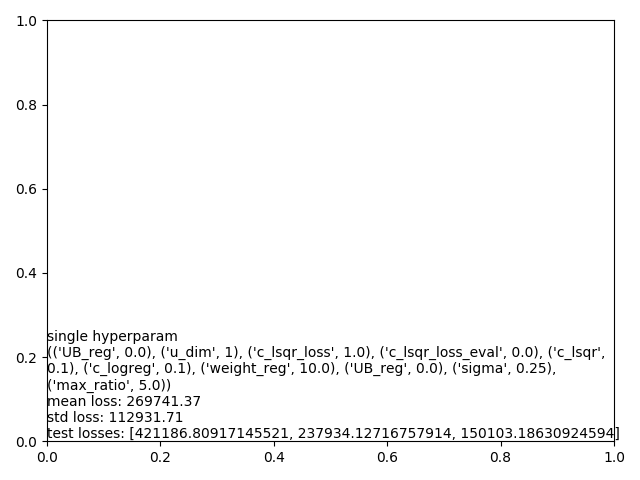 1.0
0.8
0.6
0.4
0.2
0.0
single hyperparam
(('UB_reg', 0.0), ('u_dim', 1), ('c_lsqr_loss', 1.0), ('c_lsqr_loss_eval', 0.0), ('c_lsqr',
0.1), ('c_logreg', 0.1), ('weight_reg', 10.0), ('UB_reg', 0.0), ('sigma', 0.25),
('max_ratio', 5.0))
mean loss: 269741.37
std loss: 112931.71
test losses: [421186.80917145521, 237934.12716757914, 150103.18630924594]
0.0 0.2 0.4 0.6 0.8 1.0